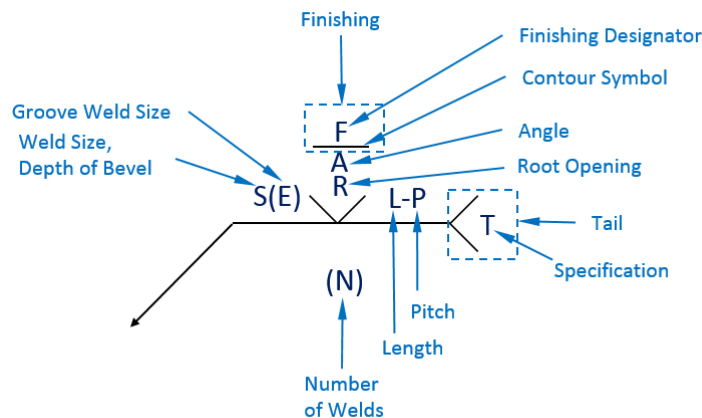 Finishing
Finishing Designator
Contour Symbol
Groove Weld Size
Weld Size,
Depth of Bevel
F
A
Angle
R
Root Opening
S(E)
L-P
T
Tail
Specification
(N)
Pitch
Length
Number
of Welds